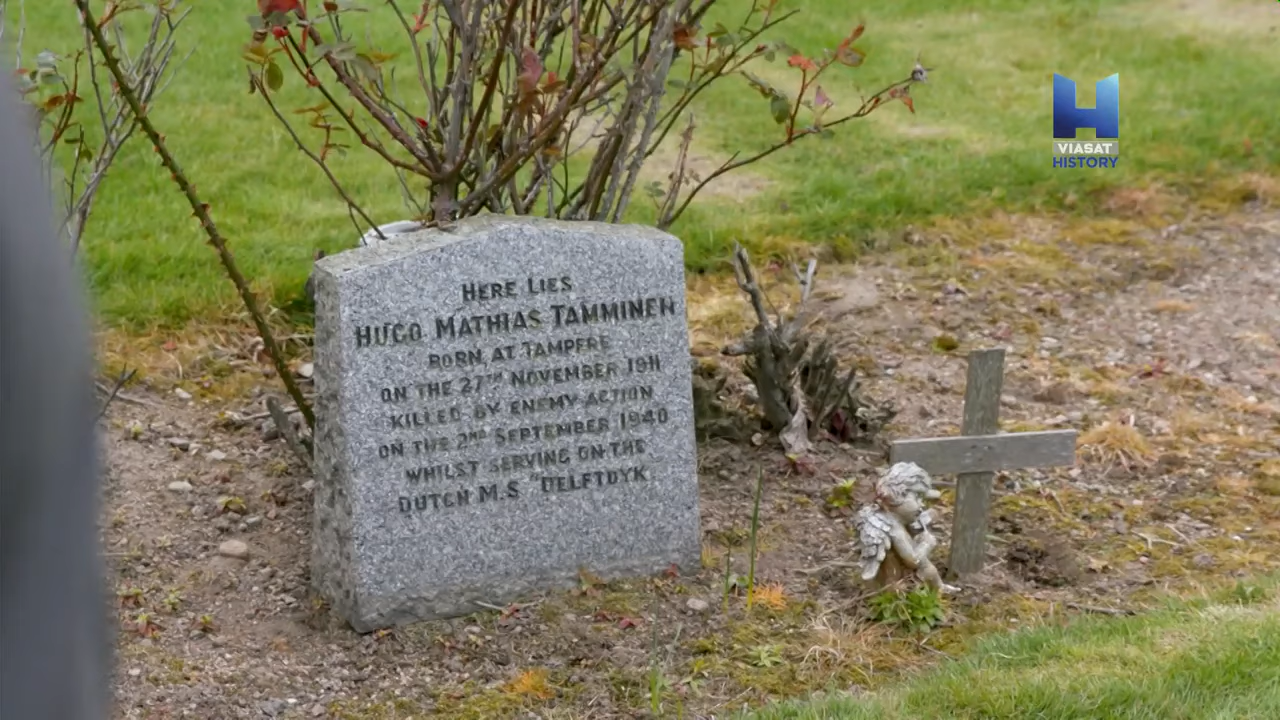 HERE LIES
HUGO MATHIAS TAMMINEN
BORN AT TAMPERE
ON THE 27TH NOVEMBER 1911
KILLED BY ENEMY ACTION
ON THE 2ND SEPTEMBER 1940
WHILST SERVING ON THE
DUTCH M.S "DELFTDYK
VIASAT
HISTORY